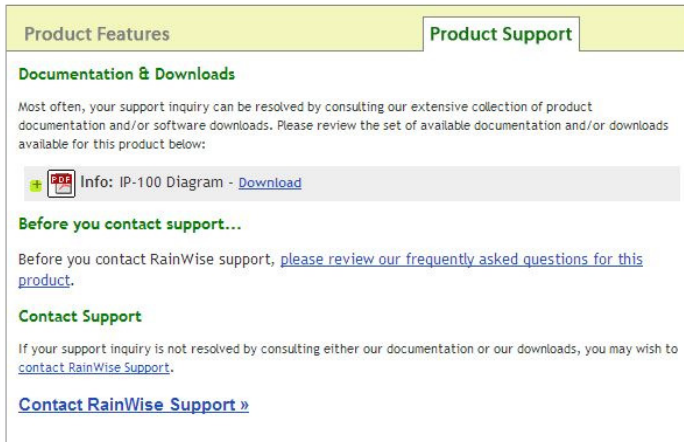 Product Features
Product Support
Documentation & Downloads
Most often, your support inquiry can be resolved by consulting our extensive collection of product
documentation and/or software downloads. Please review the set of available documentation and/or downloads
available for this product below:
+ PDF Info: IP-100 Diagram - Download
Before you contact support...
Before you contact RainWise support, please review our frequently asked questions for this
product.
Contact Support
If your support inquiry is not resolved by consulting either our documentation or our downloads, you may wish to
contact RainWise Support.
Contact RainWise Support »